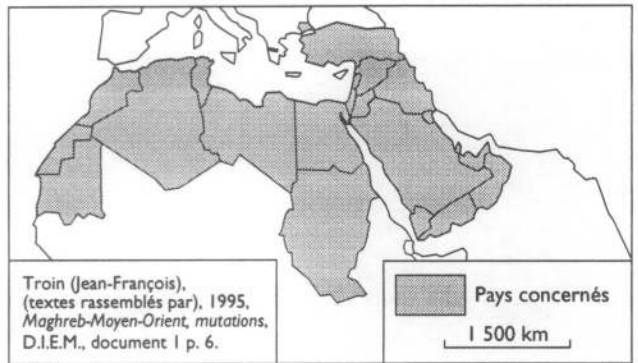 Troin (Jean-François),
(textes rassemblés par), 1995,
Maghreb-Moyen-Orient, mutations,
D.I.E.M., document 1 p. 6.
Pays concernés
1 500 km